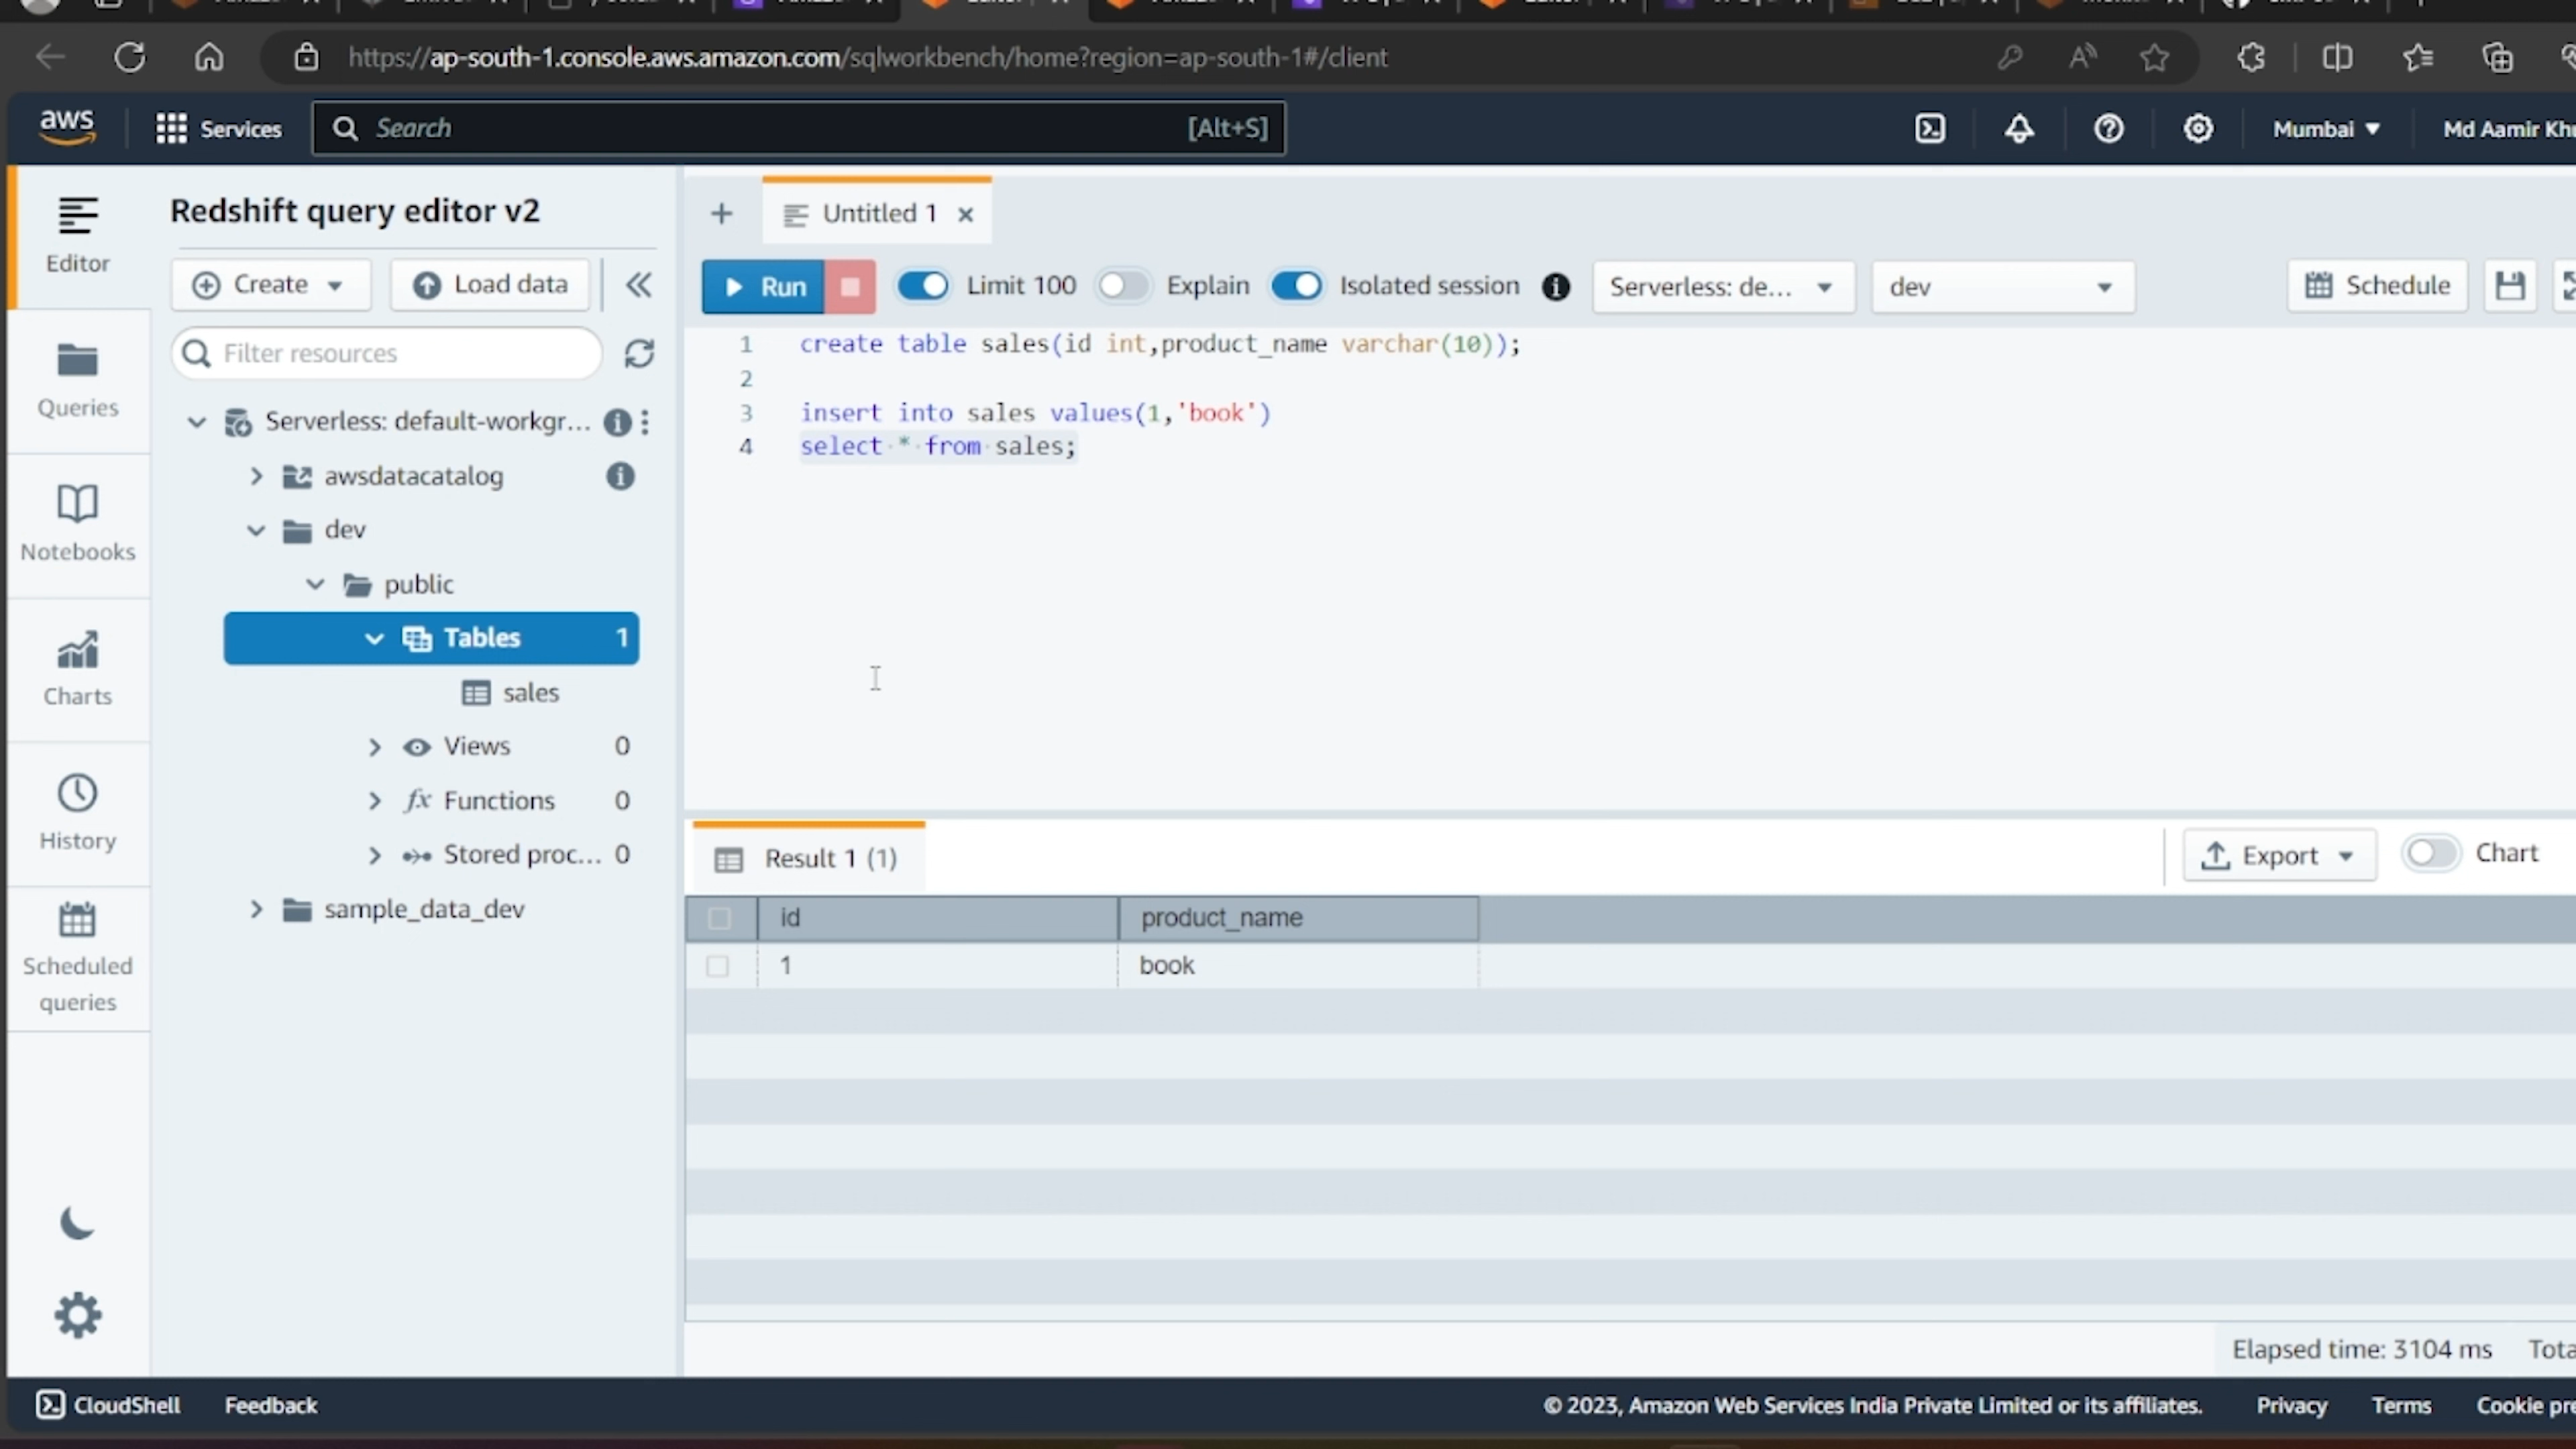 https://ap-south-1.console.aws.amazon.com/sqlworkbench/home?region=ap-south-1#/client
aws
Services
Search
[Alt+S]
Mumbai
Md Aamir
Editor
Queries
Notebooks
Charts
History
Scheduled
queries
Redshift query editor v2
Create
Load data
Filter resources
Serverless: default-workgr...
awsdatacatalog
dev
public
Tables 1
sales
Views 0
Functions 0
Stored proc... 0
sample_data_dev
Untitled 1
Run
Limit 100
Explain
Isolated session
Serverless: de...
dev
Schedule
1 create table sales(id int,product_name varchar(10));
2
3 insert into sales values(1,'book')
4 select * from sales;
Result 1 (1)
Export
Chart
id product_name
1 book
Elapsed time: 3104 ms
CloudShell
Feedback
© 2023, Amazon Web Services India Private Limited or its affiliates.
Privacy
Terms
Cookie